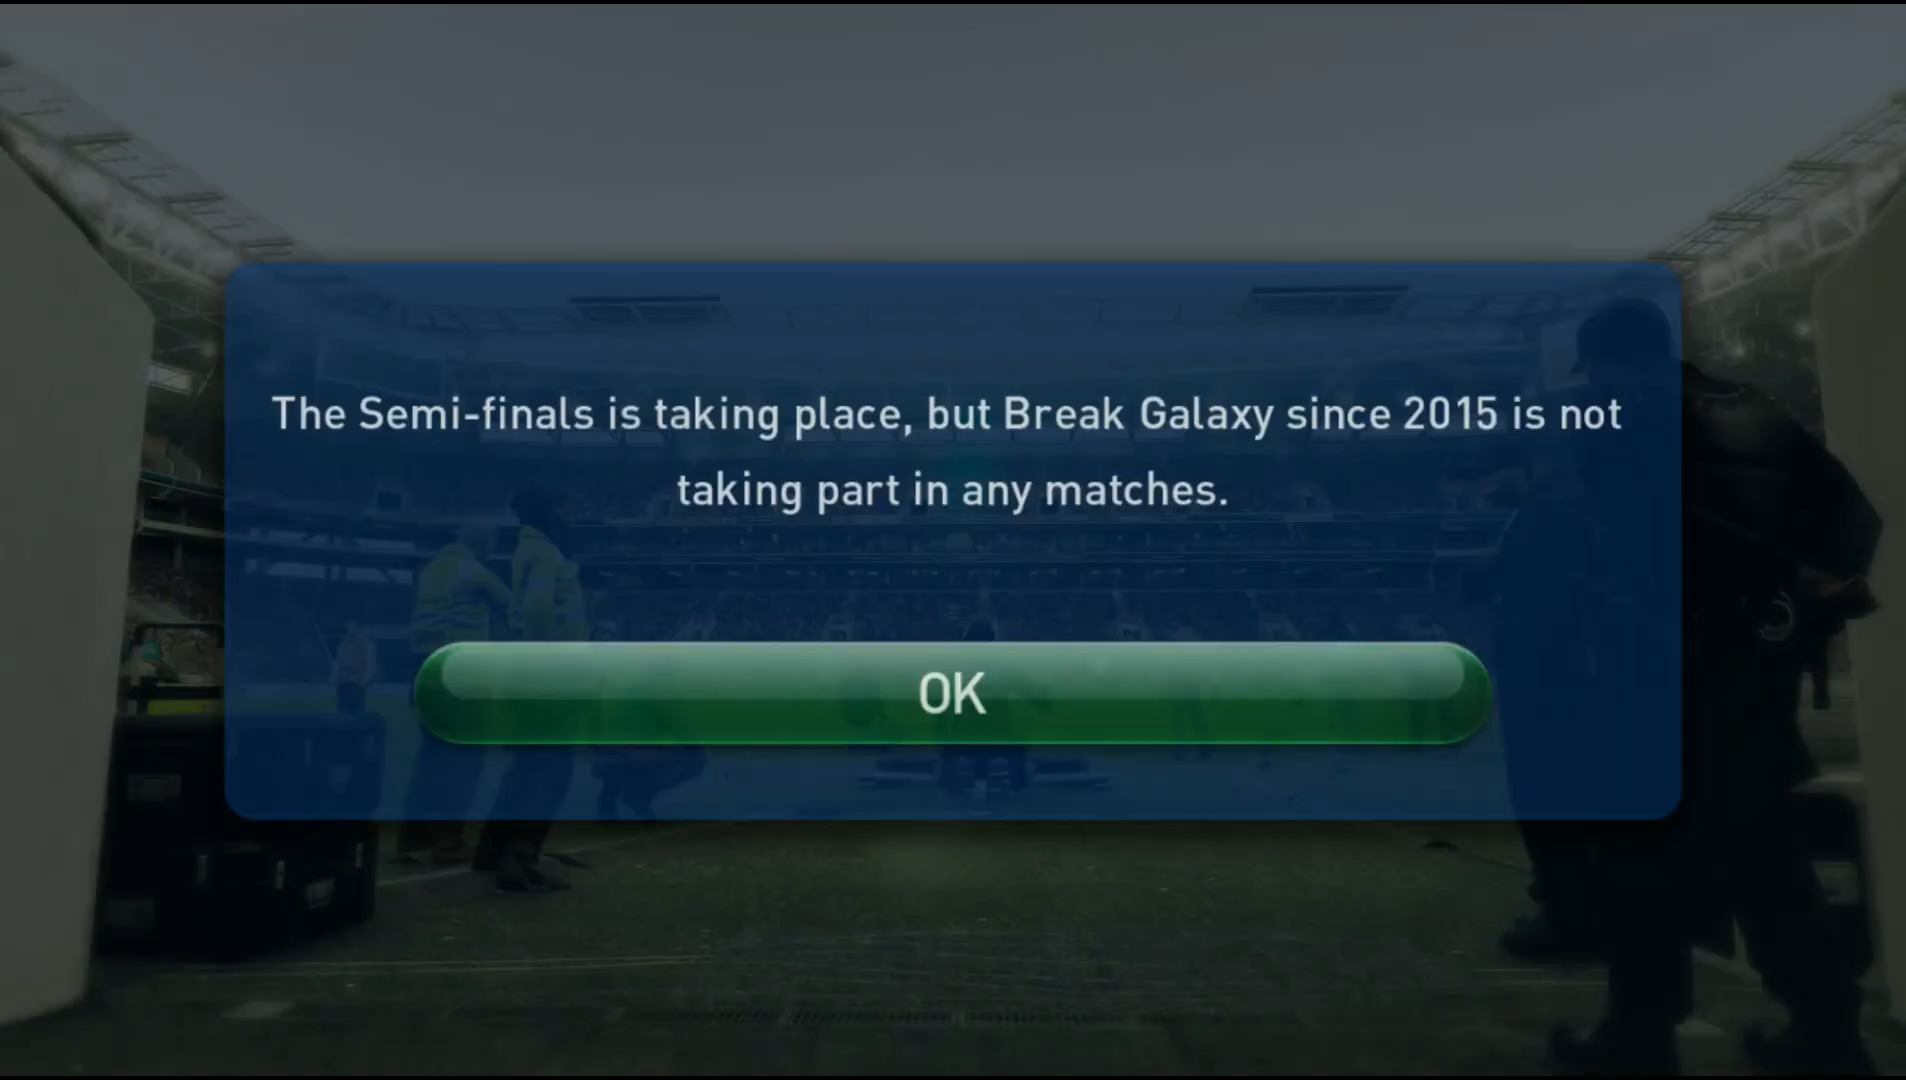 The Semi-finals is taking place, but Break Galaxy since 2015 is not
taking part in any matches.
OK